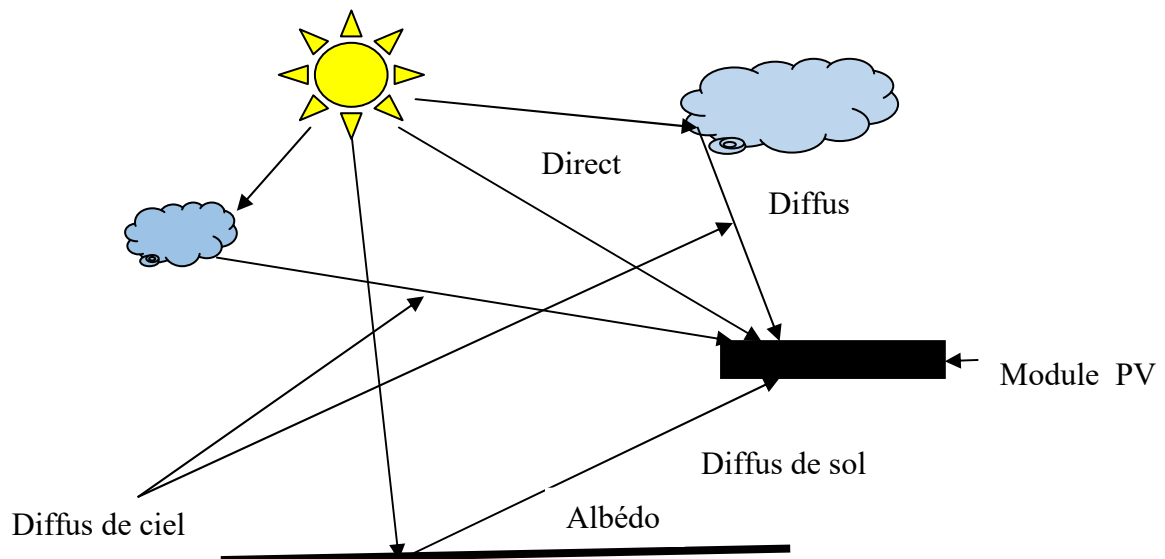 Direct
Diffus
Module PV
Diffus de sol
Albédo
Diffus de ciel